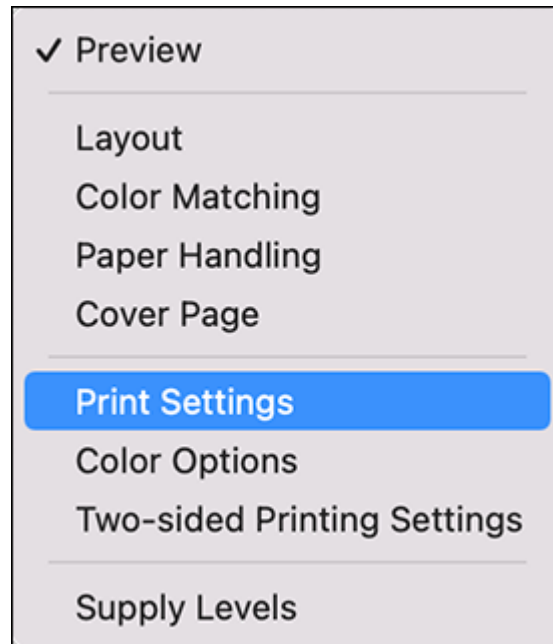 ✓ Preview
Layout
Color Matching
Paper Handling
Cover Page
Print Settings
Color Options
Two-sided Printing Settings
Supply Levels